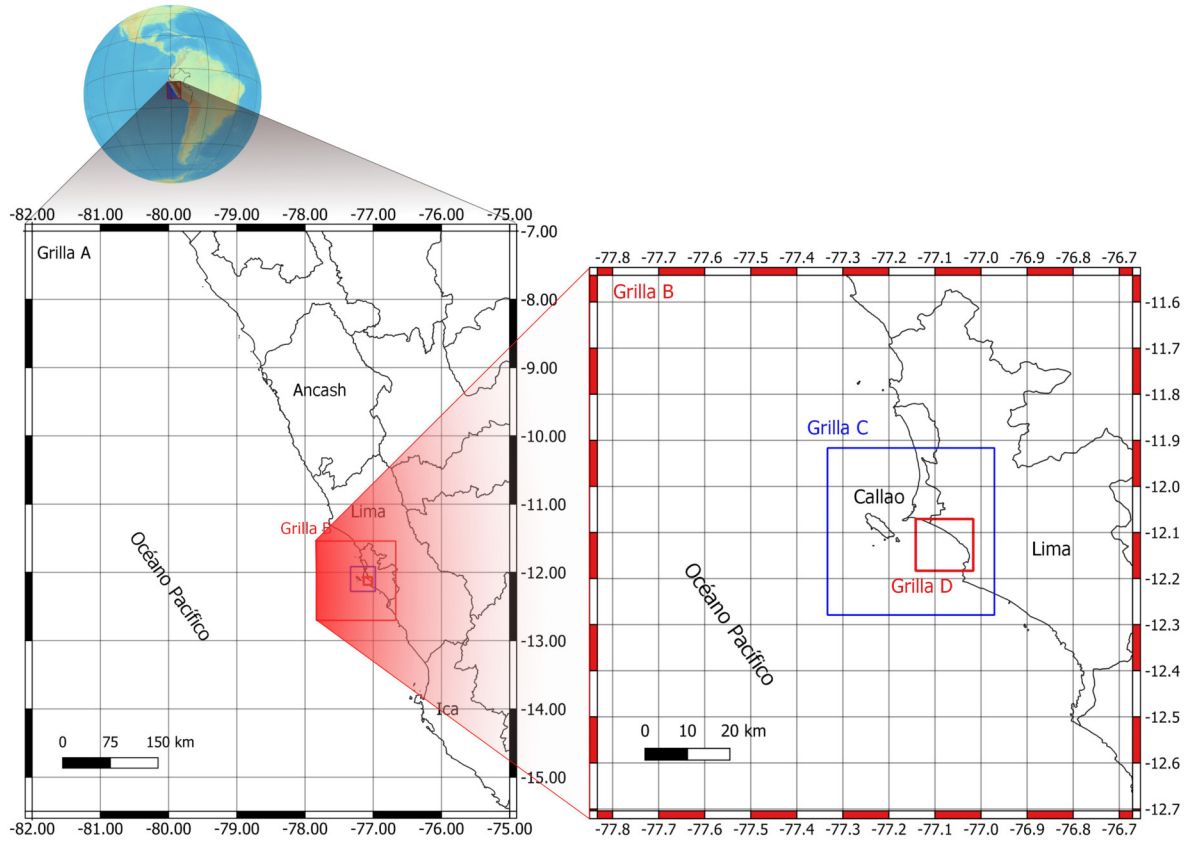 -82.00 -81.00 -80.00 -79.00 -78.00 -77.00 -76.00 -75.00
Grilla A
-7.00
-8.00
-9.00
Ancash
-10.00
-11.00
Lima
Grilla B
-12.00
Océano Pacífico
-13.00
-14.00
Ica
0 75 150 km
-15.00
-82.00 -81.00 -80.00 -79.00 -78.00 -77.00 -76.00 -75.00
-77.8 -77.7 -77.6 -77.5 -77.4 -77.3 -77.2 -77.1 -77.0 -76.9 -76.8 -76.7
Grilla B
-11.6
-11.7
-11.8
Grilla C
-11.9
Callao
-12.0
-12.1
Lima
Grilla D
-12.2
Océano Pacífico
-12.3
-12.4
-12.5
0 10 20 km
-12.6
-12.7
-77.8 -77.7 -77.6 -77.5 -77.4 -77.3 -77.2 -77.1 -77.0 -76.9 -76.8 -76.7